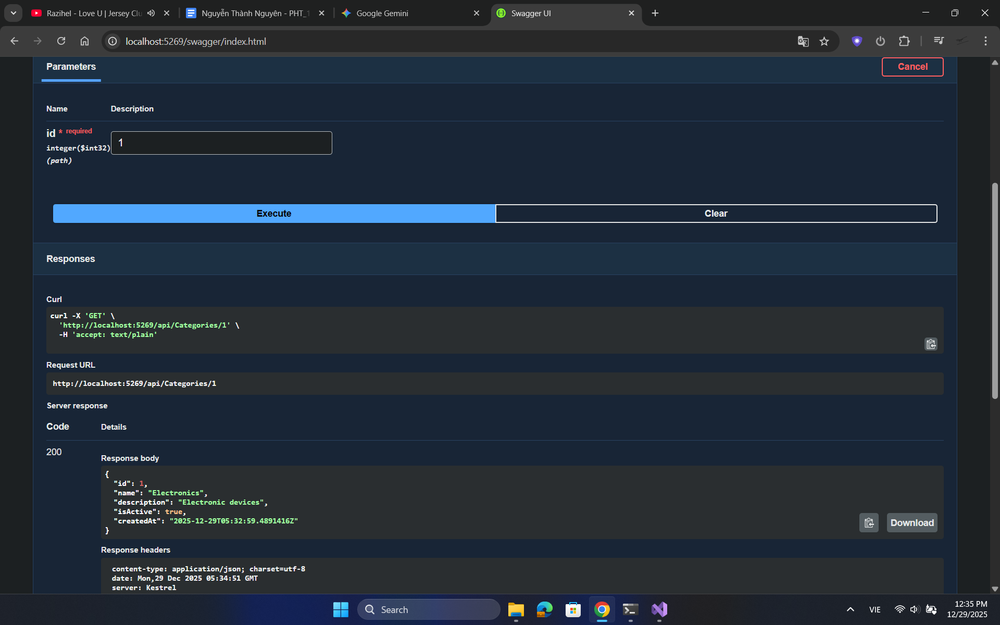 Razihel - Love U | Jersey Clu
Nguyễn Thành Nguyên - PHT_1
Google Gemini
Swagger UI
localhost:5269/swagger/index.html
Parameters
Cancel
Name
Description
id * required
integer($int32)
(path)
1
Execute
Clear
Responses
Curl
curl -X 'GET' \
'http://localhost:5269/api/Categories/1' \
-H 'accept: text/plain'
Request URL
http://localhost:5269/api/Categories/1
Server response
Code
Details
200
Response body
{
"id": 1,
"name": "Electronics",
"description": "Electronic devices",
"isActive": true,
"createdAt": "2025-12-29T05:32:59.4891416Z"
}
Download
Response headers
content-type: application/json; charset=utf-8
date: Mon,29 Dec 2025 05:34:51 GMT
server: Kestrel
Search
VIE
12:35 PM
12/29/2025